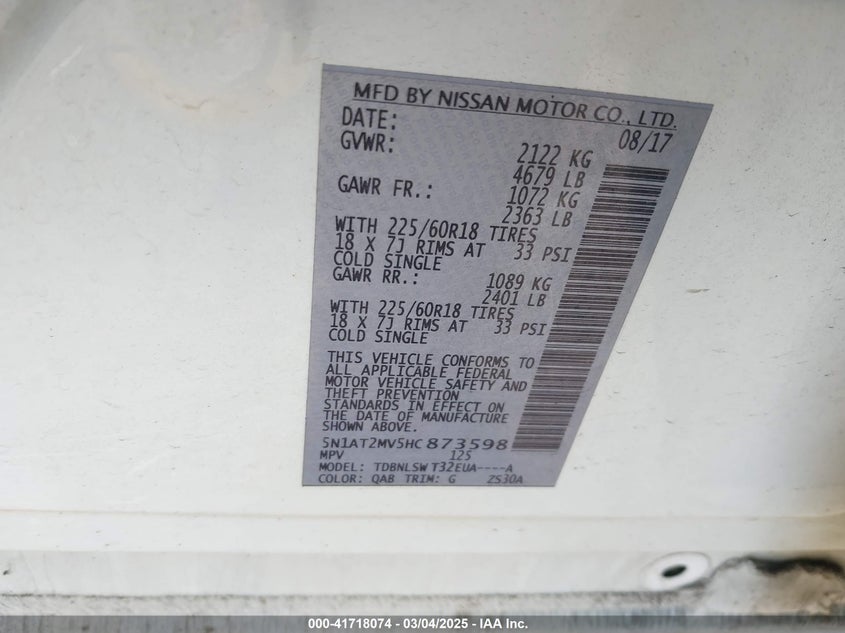 MFD BY NISSAN MOTOR CO., LTD.
DATE: 08/17
GVWR: 2122 KG
4679 LB
GAWR FR.: 1072 KG
2363 LB
WITH 225/60R18 TIRES
18 X 7J RIMS AT 33 PSI
COLD SINGLE
GAWR RR.: 1089 KG
2401 LB
WITH 225/60R18 TIRES
18 X 7J RIMS AT 33 PSI
COLD SINGLE
THIS VEHICLE CONFORMS TO
ALL APPLICABLE FEDERAL
MOTOR VEHICLE SAFETY AND
THEFT PREVENTION
STANDARDS IN EFFECT ON
THE DATE OF MANUFACTURE
SHOWN ABOVE.
5N1AT2MV5HC873598
MPV 125
MODEL: TDBNLSW T32EUA----A
COLOR: QAB TRIM: G ZS30A
000-41718074 - 03/04/2025 - IAA Inc.